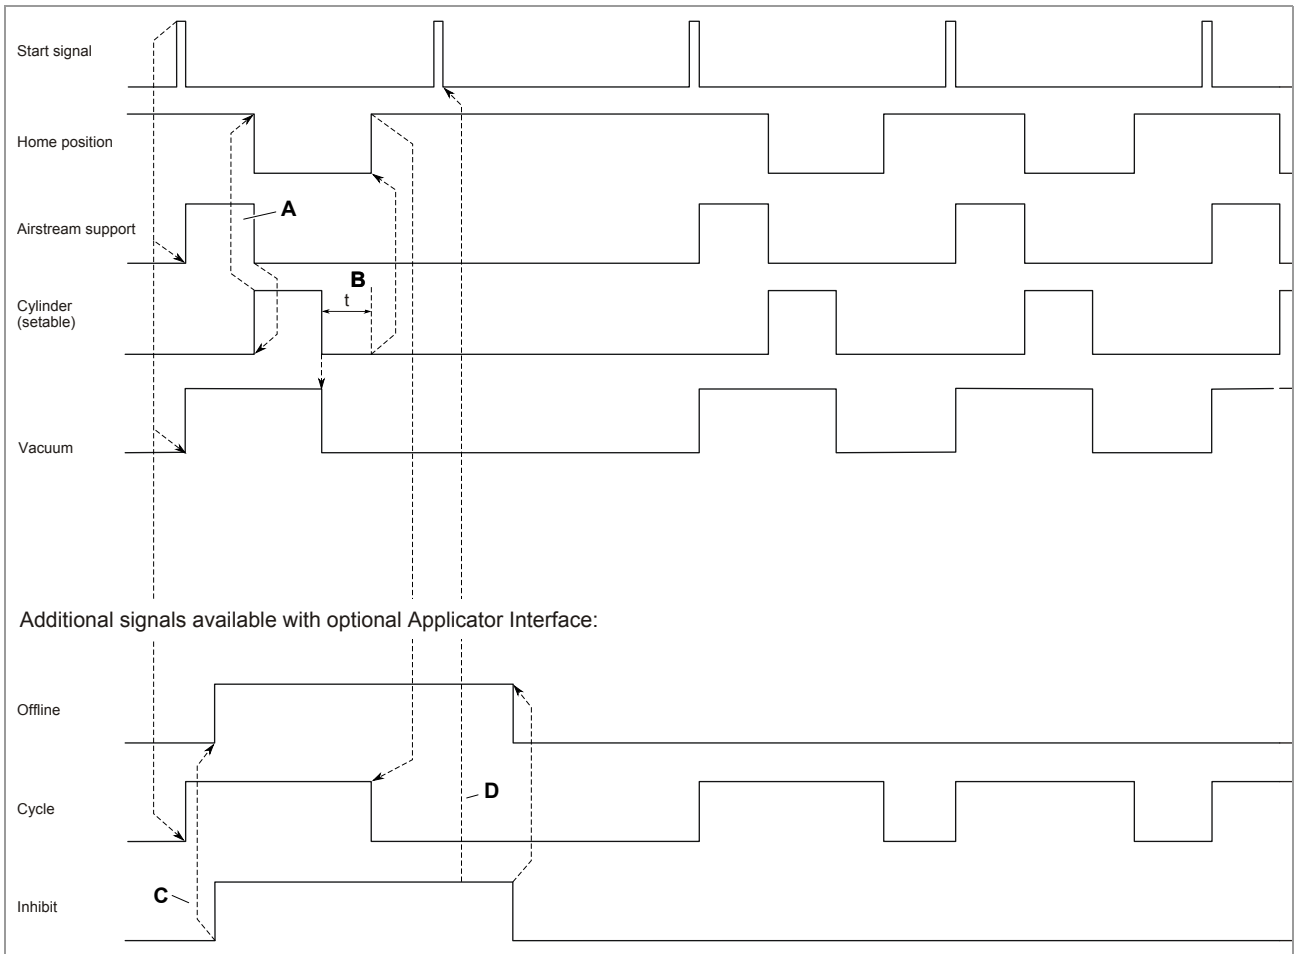 Start signal
Home position
A
Airstream support
B
t
Cylinder
(setable)
Vacuum
Additional signals available with optional Applicator Interface:
Offline
D
Cycle
C
Inhibit